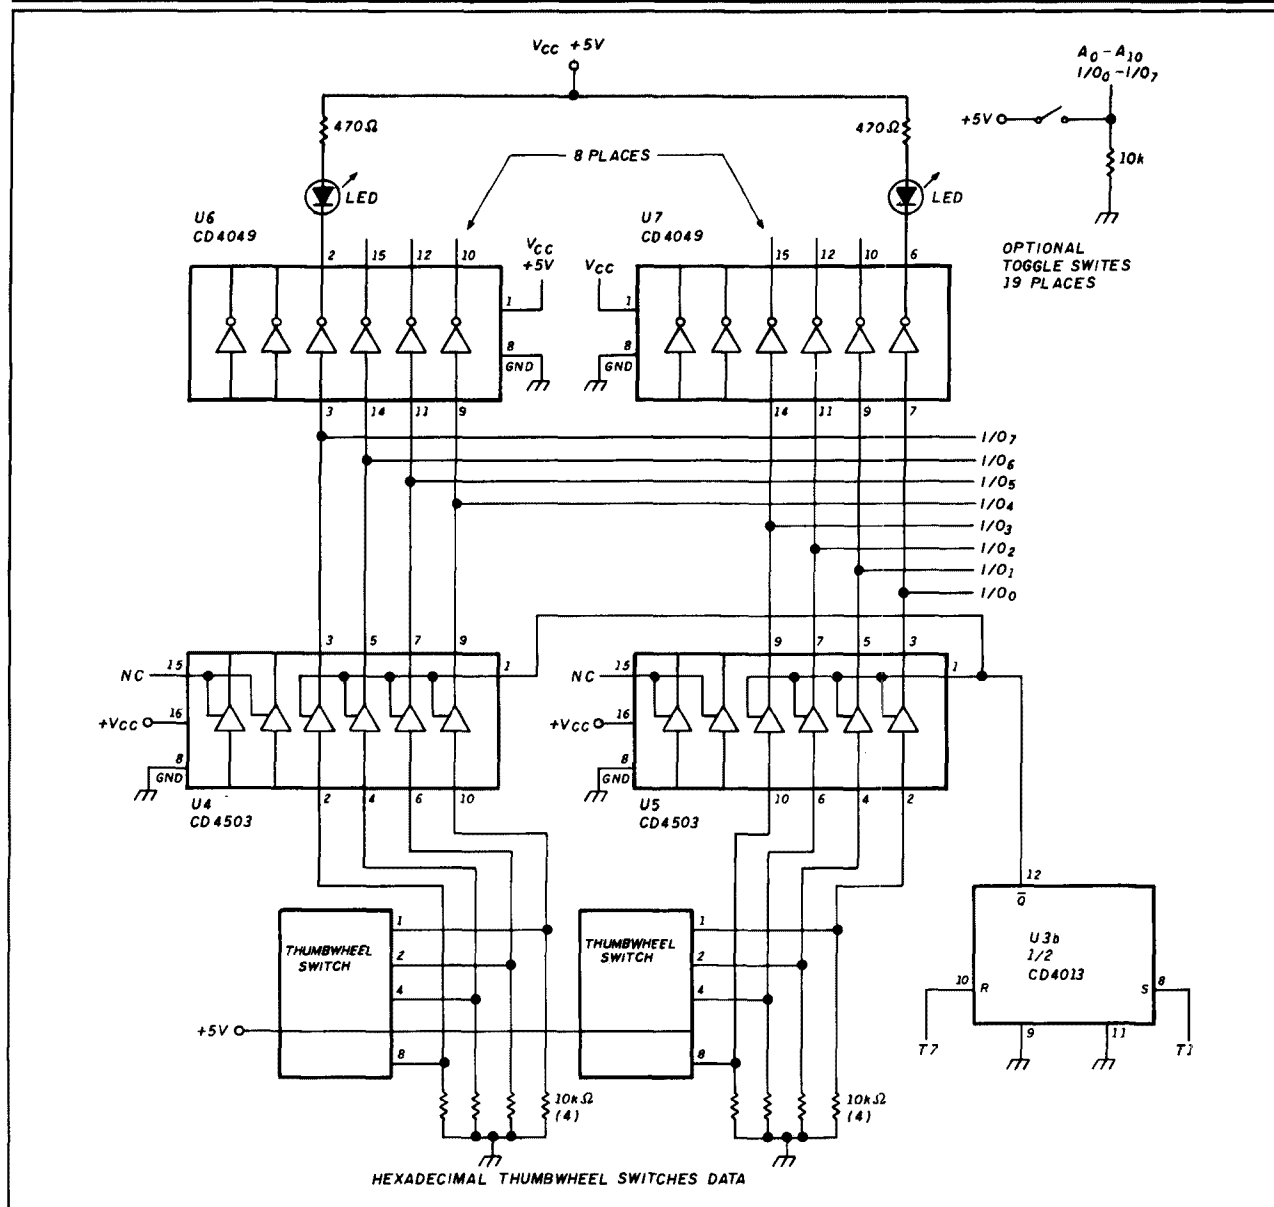 VCC +5V
A0 - A10
I/O0 - I/O7
470Ω
470Ω
+5V
10k
8 PLACES
LED
LED
U6
CD4049
U7
CD4049
OPTIONAL
TOGGLE SWITES
19 PLACES
2 15 12 10
VCC
+5V
VCC
15 12 10 6
1
1
8
GND
8
GND
3 14 11 9
14 11 9 7
I/O7
I/O6
I/O5
I/O4
I/O3
I/O2
I/O1
I/O0
3 5 7 9
9 7 5 3
NC 15
1
NC 15
1
+VCC 16
+VCC 16
8
GND
8
GND
U4
CD4503
2 4 6 10
U5
CD4503
10 6 4 2
12
Q̅
U3b
1/2
CD4013
10 R
S 8
9 11
T7
T1
THUMBWHEEL
SWITCH
1
2
4
8
THUMBWHEEL
SWITCH
1
2
4
8
+5V
10kΩ
(4)
10kΩ
(4)
HEXADECIMAL THUMBWHEEL SWITCHES DATA